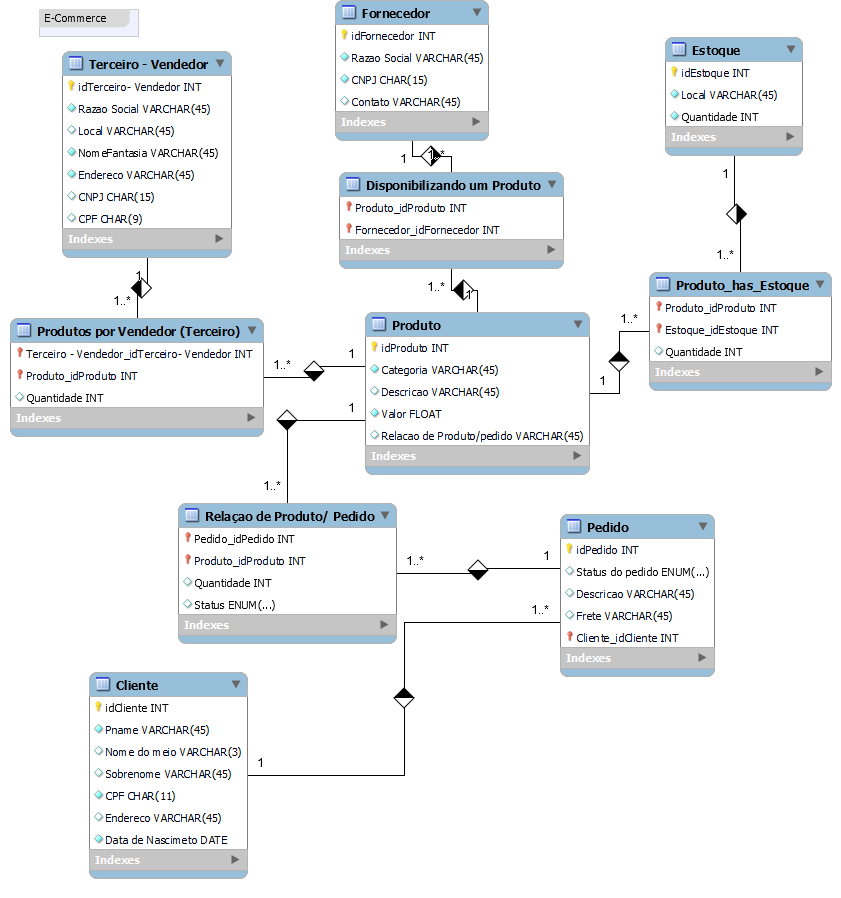 E-Commerce
Terceiro - Vendedor
idTerceiro- Vendedor INT
Razao Social VARCHAR(45)
Local VARCHAR(45)
NomeFantasia VARCHAR(45)
Endereco VARCHAR(45)
CNPJ CHAR(15)
CPF CHAR(9)
Indexes
Fornecedor
idFornecedor INT
Razao Social VARCHAR(45)
CNPJ CHAR(15)
Contato VARCHAR(45)
Indexes
Estoque
idEstoque INT
Local VARCHAR(45)
Quantidade INT
Indexes
1
1..*
Disponibilizando um Produto
Produto_idProduto INT
Fornecedor_idFornecedor INT
Indexes
1
1..*
1
1..*
1..*
1
Produtos por Vendedor (Terceiro)
Terceiro - Vendedor_idTerceiro- Vendedor INT
Produto_idProduto INT
Quantidade INT
Indexes
1..*
1
Produto
idProduto INT
Categoria VARCHAR(45)
Descricao VARCHAR(45)
Valor FLOAT
Relacao de Produto/pedido VARCHAR(45)
Indexes
Produto_has_Estoque
Produto_idProduto INT
Estoque_idEstoque INT
Quantidade INT
Indexes
1..*
1
1
1..*
Relaçao de Produto/ Pedido
Pedido_idPedido INT
Produto_idProduto INT
Quantidade INT
Status ENUM(...)
Indexes
1..*
1
Pedido
idPedido INT
Status do pedido ENUM(...)
Descricao VARCHAR(45)
Frete VARCHAR(45)
Cliente_idCliente INT
Indexes
1..*
1
Cliente
idCliente INT
Pname VARCHAR(45)
Nome do meio VARCHAR(3)
Sobrenome VARCHAR(45)
CPF CHAR(11)
Endereco VARCHAR(45)
Data de Nascimeto DATE
Indexes